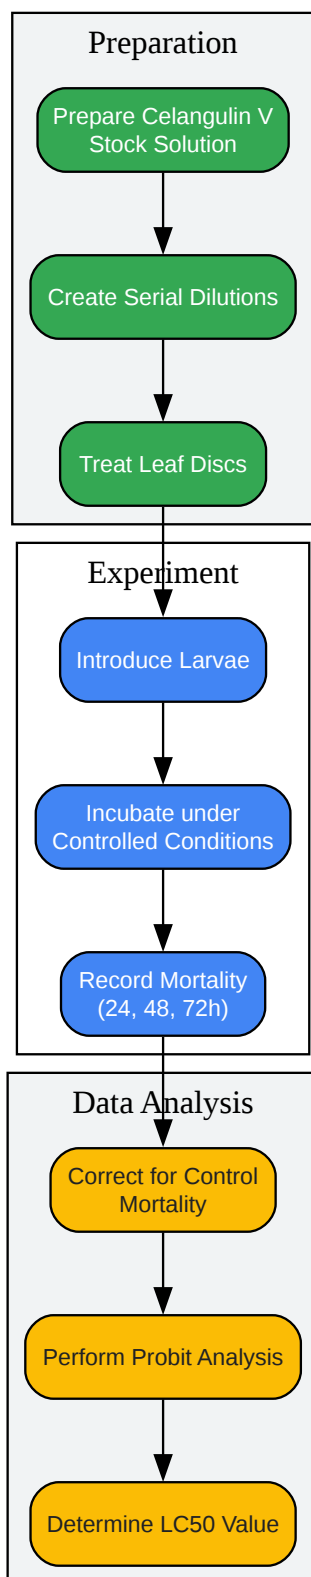 Preparation
Prepare Celangulin V
Stock Solution
Create Serial Dilutions
Treat Leaf Discs
Experiment
Introduce Larvae
Incubate under
Controlled Conditions
Record Mortality
(24, 48, 72h)
Data Analysis
Correct for Control
Mortality
Perform Probit Analysis
Determine LC50 Value